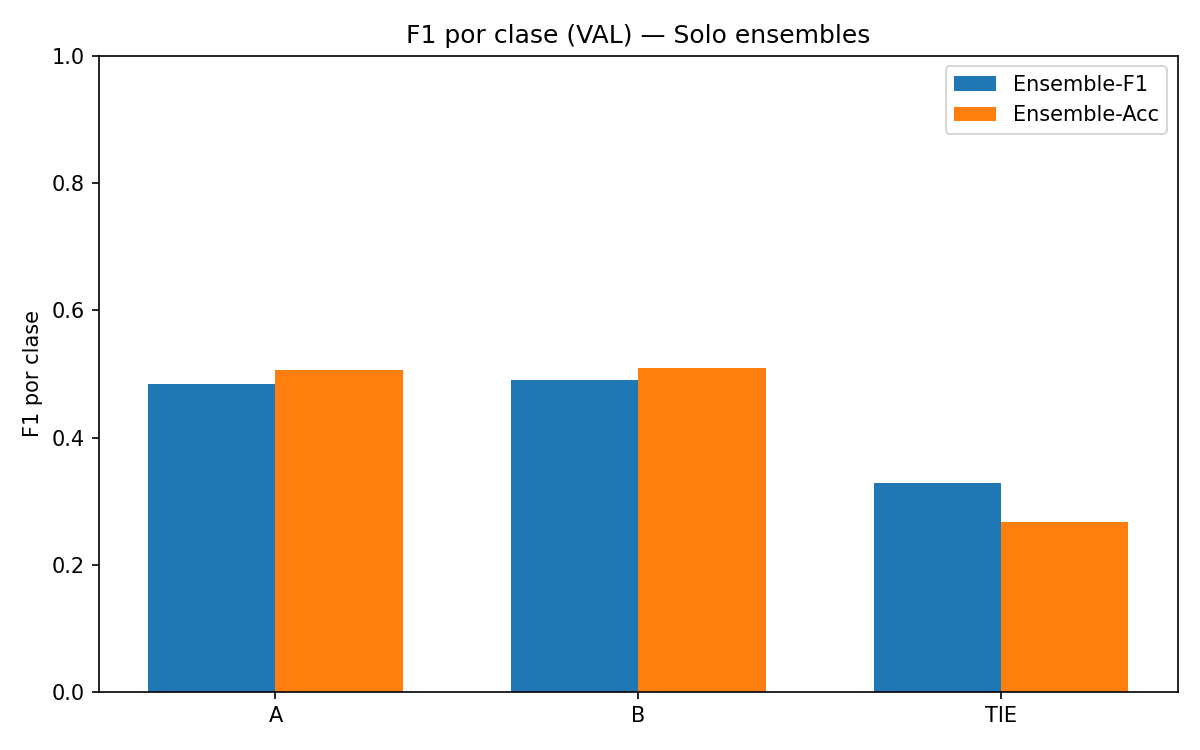 F1 por clase (VAL) — Solo ensembles
Ensemble-F1
Ensemble-Acc
F1 por clase
1.0
0.8
0.6
0.4
0.2
0.0
A
B
TIE